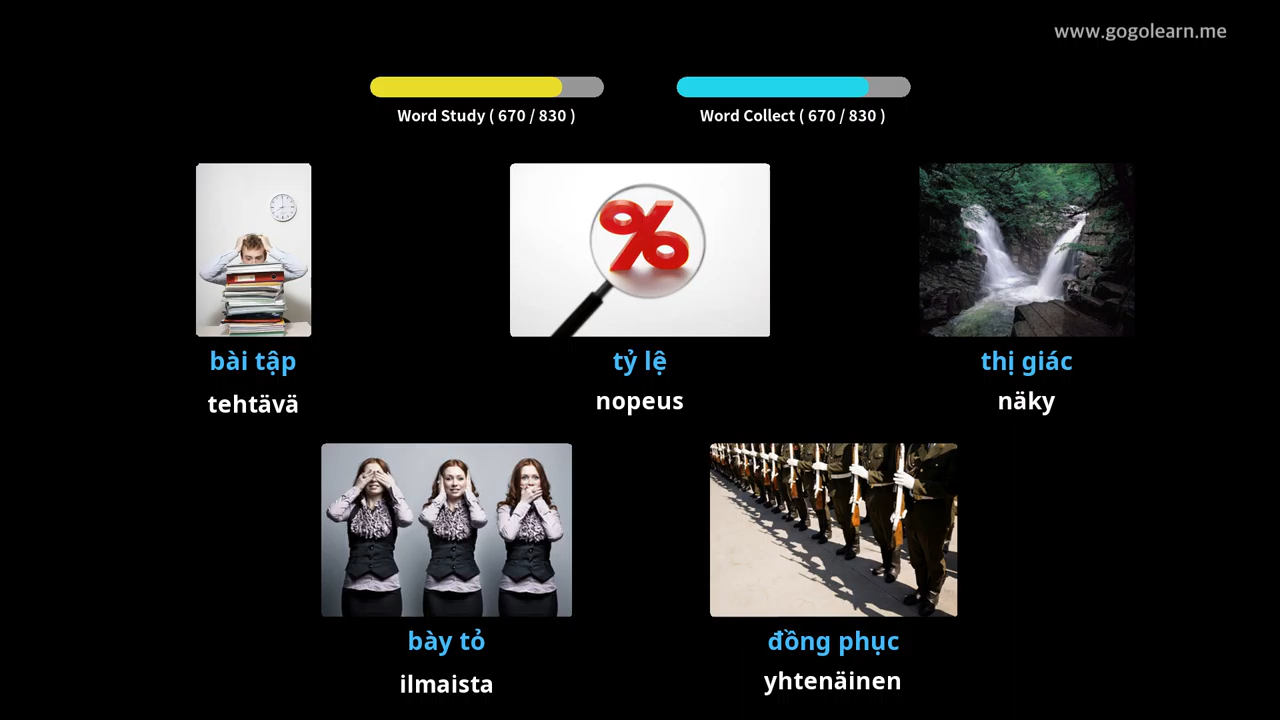 www.gogolearn.me
Word Study ( 670 / 830 )
Word Collect ( 670 / 830 )
bài tập
tehtävä
tỷ lệ
nopeus
thị giác
näky
bày tỏ
ilmaista
đồng phục
yhtenäinen